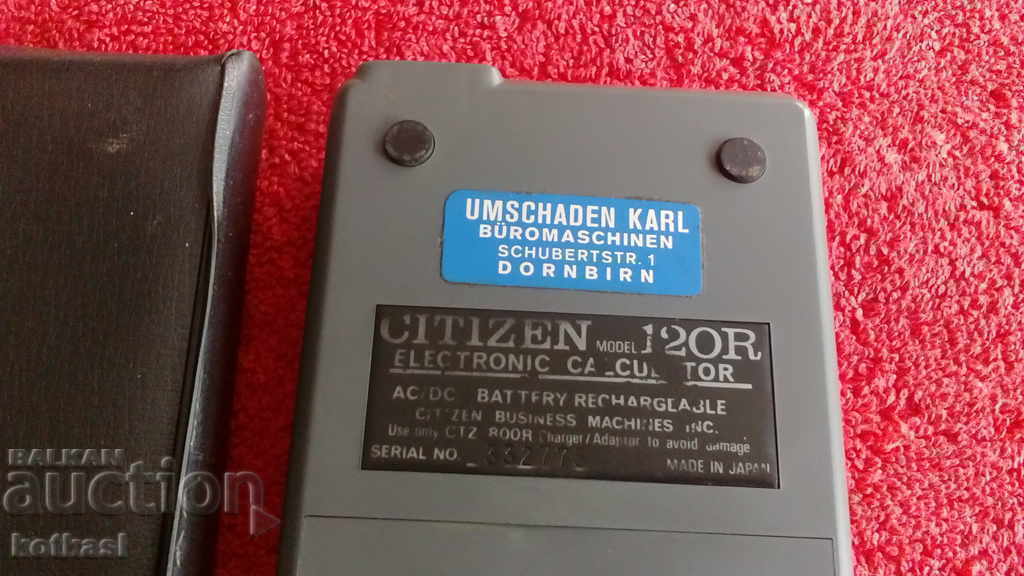 UMSCHADEN KARL
BÜROMASCHINEN
SCHUBERTSTR. 1
DORNBIRN
CITIZEN MODEL 120R
ELECTRONIC CALCULATOR
AC/DC BATTERY RECHARGEABLE
CITIZEN BUSINESS MACHINES INC.
Use only CTZ 800R Charger/Adaptor to avoid damage
SERIAL NO.
MADE IN JAPAN
BALKAN
auction
kotkasl